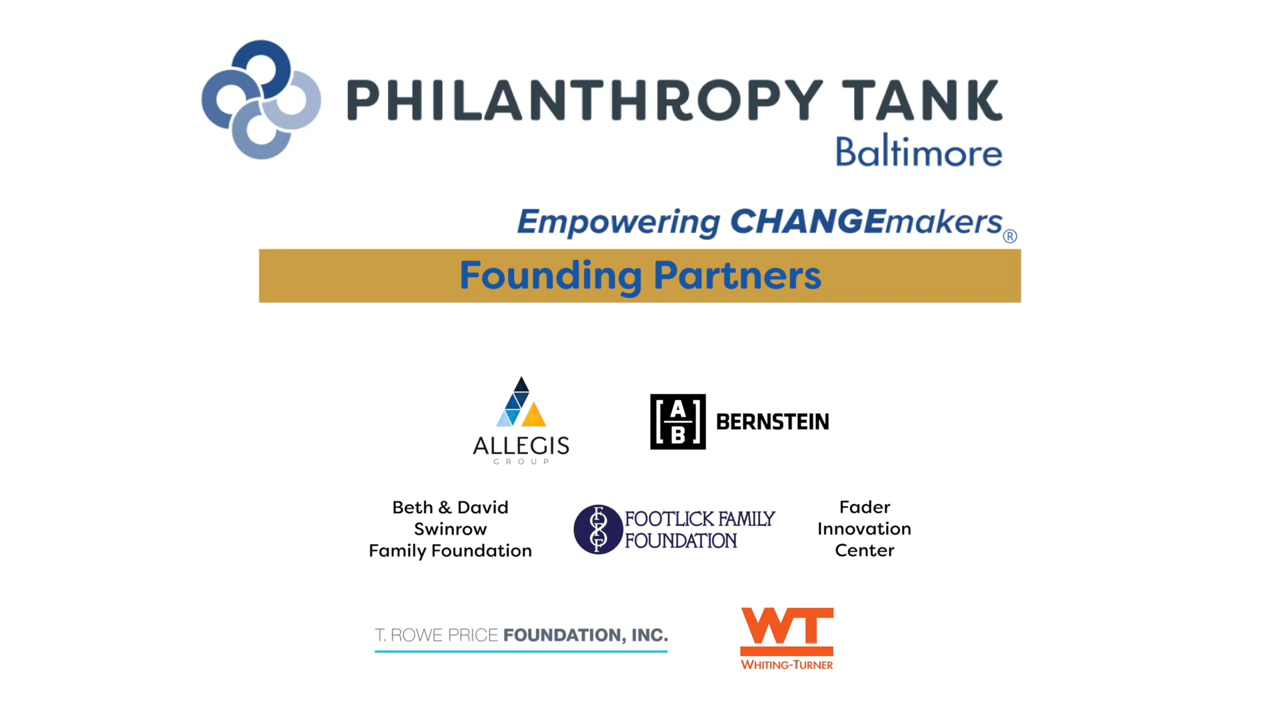 PHILANTHROPY TANK
Baltimore
Empowering CHANGEmakers®
Founding Partners
ALLEGIS
GROUP
[A
B] BERNSTEIN
Beth & David
Swinrow
Family Foundation
FFF
FOOTLICK FAMILY
FOUNDATION
Fader
Innovation
Center
T. ROWE PRICE FOUNDATION, INC.
WT
WHITING-TURNER